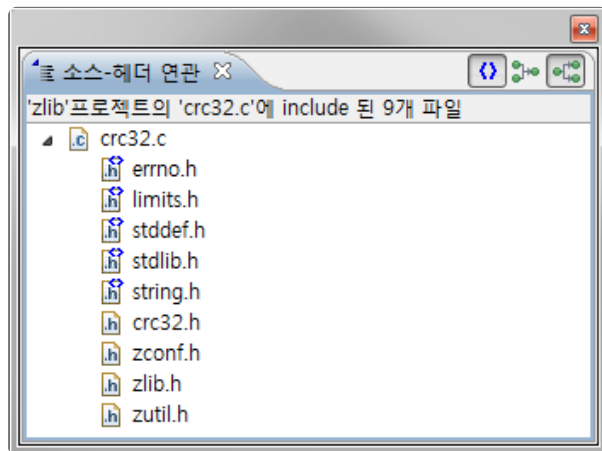 소스-헤더 연관
'zlib'프로젝트의 'crc32.c'에 include 된 9개 파일
.c crc32.c
.h errno.h
.h limits.h
.h stddef.h
.h stdlib.h
.h string.h
.h crc32.h
.h zconf.h
.h zlib.h
.h zutil.h